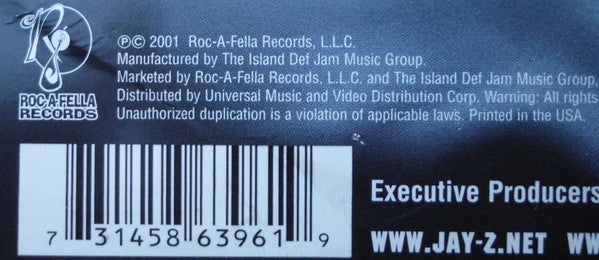 ROC-A-FELLA
RECORDS
℗© 2001 Roc-A-Fella Records, L.L.C.
Manufactured by The Island Def Jam Music Group.
Marketed by Roc-A-Fella Records, L.L.C. and The Island Def Jam Music Group,
Distributed by Universal Music and Video Distribution Corp. Warning: All rights
Unauthorized duplication is a violation of applicable laws. Printed in the USA.
7 31458 63961 9
Executive Producers
WWW.JAY-Z.NET WW